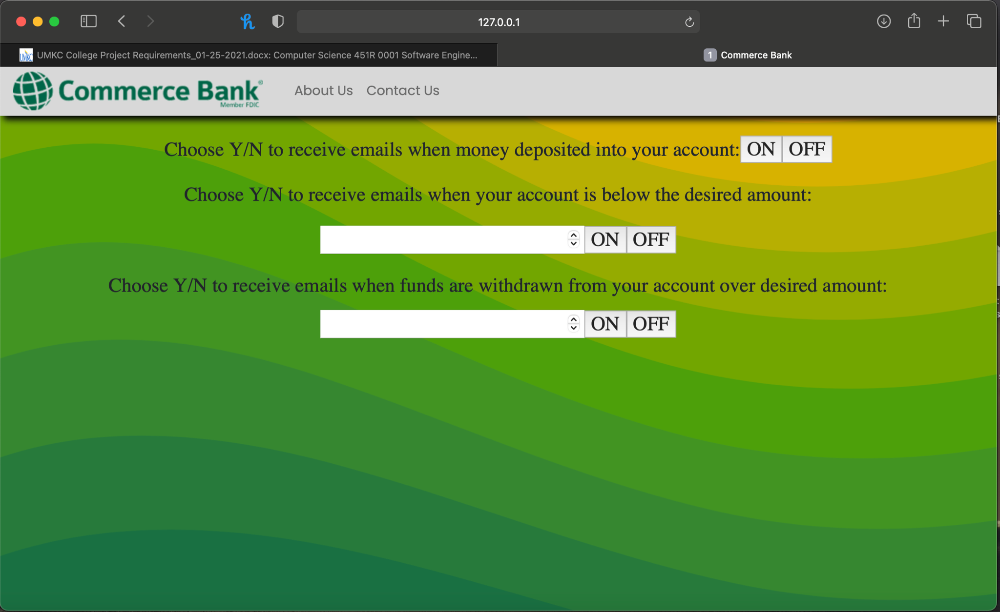 127.0.0.1
UMKC College Project Requirements_01-25-2021.docx: Computer Science 451R 0001 Software Engine...
1 Commerce Bank
Commerce Bank®
Member FDIC
About Us Contact Us
Choose Y/N to receive emails when money deposited into your account: ON OFF
Choose Y/N to receive emails when your account is below the desired amount:
ON OFF
Choose Y/N to receive emails when funds are withdrawn from your account over desired amount:
ON OFF